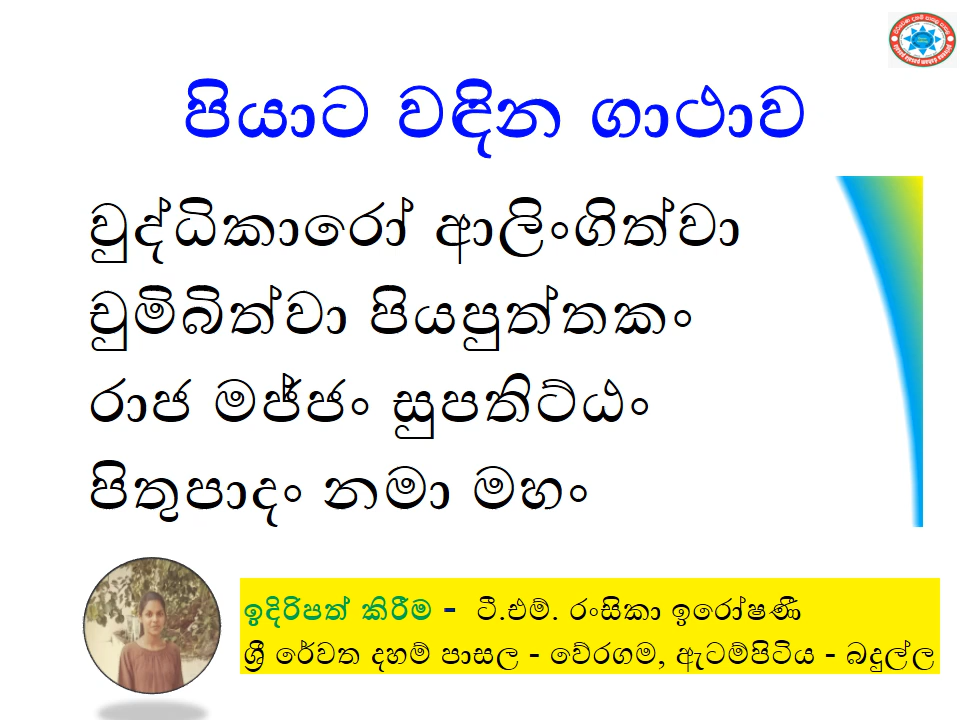 පියාට වඳින ගාථාව
වුද්ධිකාරෝ ආලිංගිත්වා
චුම්බිත්වා පියපුත්තකං
රාජ මජ්ජං සුපතිට්ඨං
පිතුපාදං නමා මහං
ඉදිරිපත් කිරීම - ටී.එම්. රංසිකා ඉරෝෂණී
ශ්‍රී රේවත දහම් පාසල - වේරගම, ඇටම්පිටිය - බදුල්ල